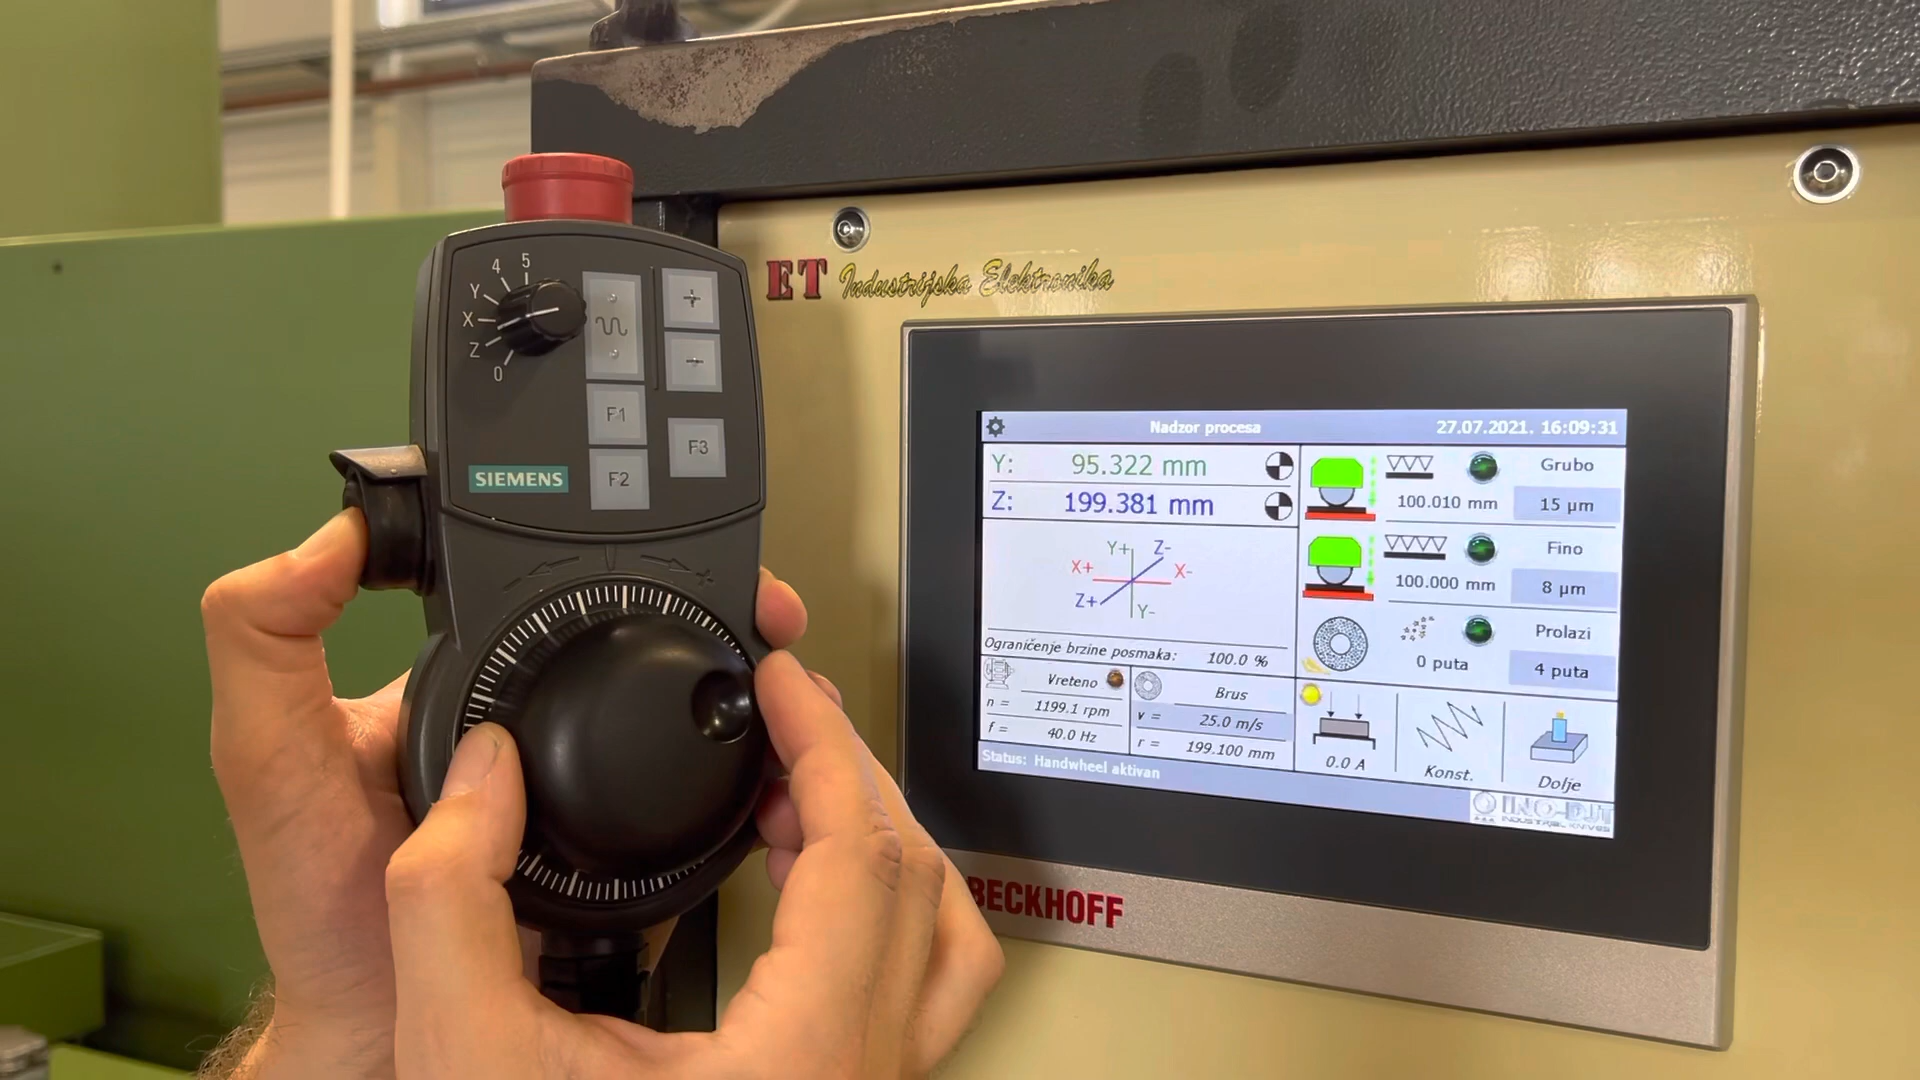 5
4
Y
X
Z
0
+
-
F1
F3
F2
SIEMENS
- +
ET Industrijska Elektronika
Nadzor procesa 27.07.2021. 16:09:31
Y: 95.322 mm
Z: 199.381 mm
Y+ Z-
X+ X-
Z+ Y-
Ograničenje brzine posmaka: 100.0 %
Vreteno
n = 1199.1 rpm
f = 40.0 Hz
Brus
v = 25.0 m/s
r = 199.100 mm
Grubo
100.010 mm 15 µm
Fino
100.000 mm 8 µm
Prolazi
0 puta 4 puta
0.0 A Konst. Dolje
Status: Handwheel aktivan
INDUSTRIAL KNIVES
BECKHOFF